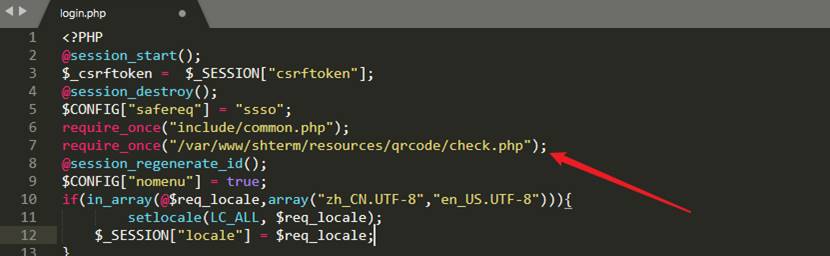 login.php
1 <?PHP
2 @session_start();
3 $_csrftoken =  $_SESSION["csrftoken"];
4 @session_destroy();
5 $CONFIG["safereq"] = "ssso";
6 require_once("include/common.php");
7 require_once("/var/www/shterm/resources/qrcode/check.php");
8 @session_regenerate_id();
9 $CONFIG["nomenu"] = true;
10 if(in_array(@$req_locale,array("zh_CN.UTF-8","en_US.UTF-8"))){
11 setlocale(LC_ALL, $req_locale);
12 $_SESSION["locale"] = $req_locale;
13 }